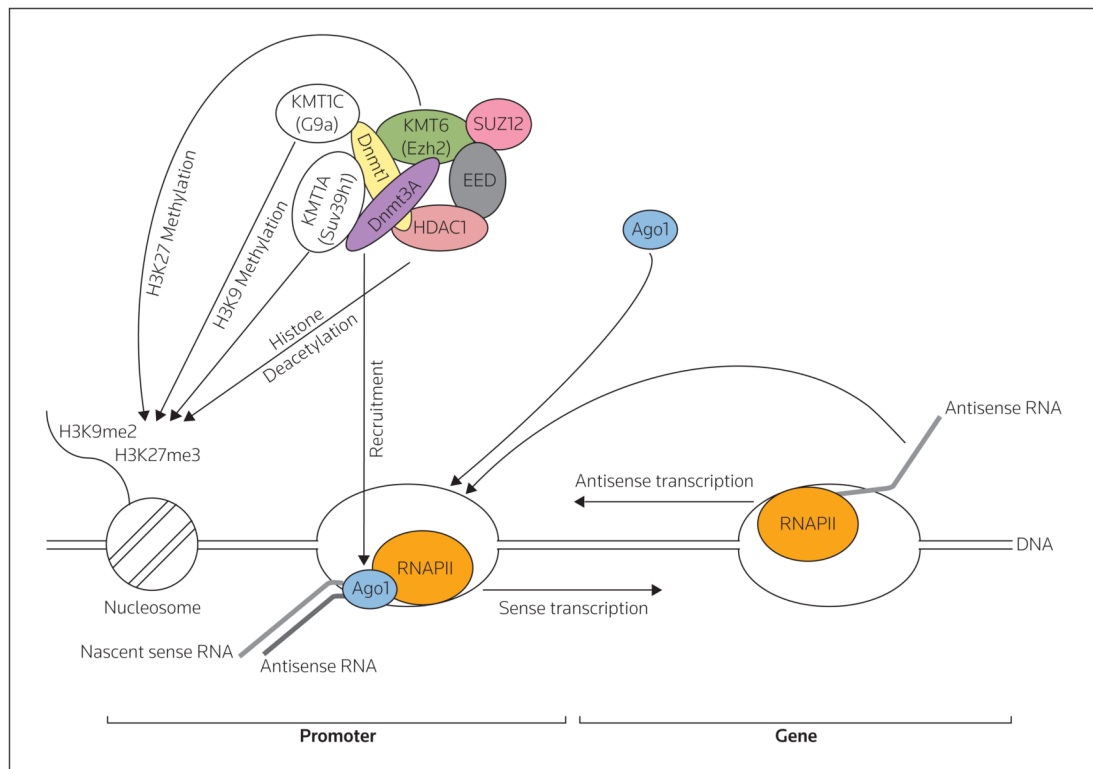 KMT1C
(G9a)
KMT6
(Ezh2)
SUZ12
Dnmt1
EED
KMT1A
(Suv39h1)
Dnmt3A
HDAC1
Ago1
H3K27 Methylation
H3K9 Methylation
Histone
Deacetylation
Recruitment
Antisense RNA
H3K9me2
H3K27me3
Antisense transcription
RNAPII
DNA
RNAPII
Ago1
Nucleosome
Sense transcription
Nascent sense RNA
Antisense RNA
Promoter
Gene